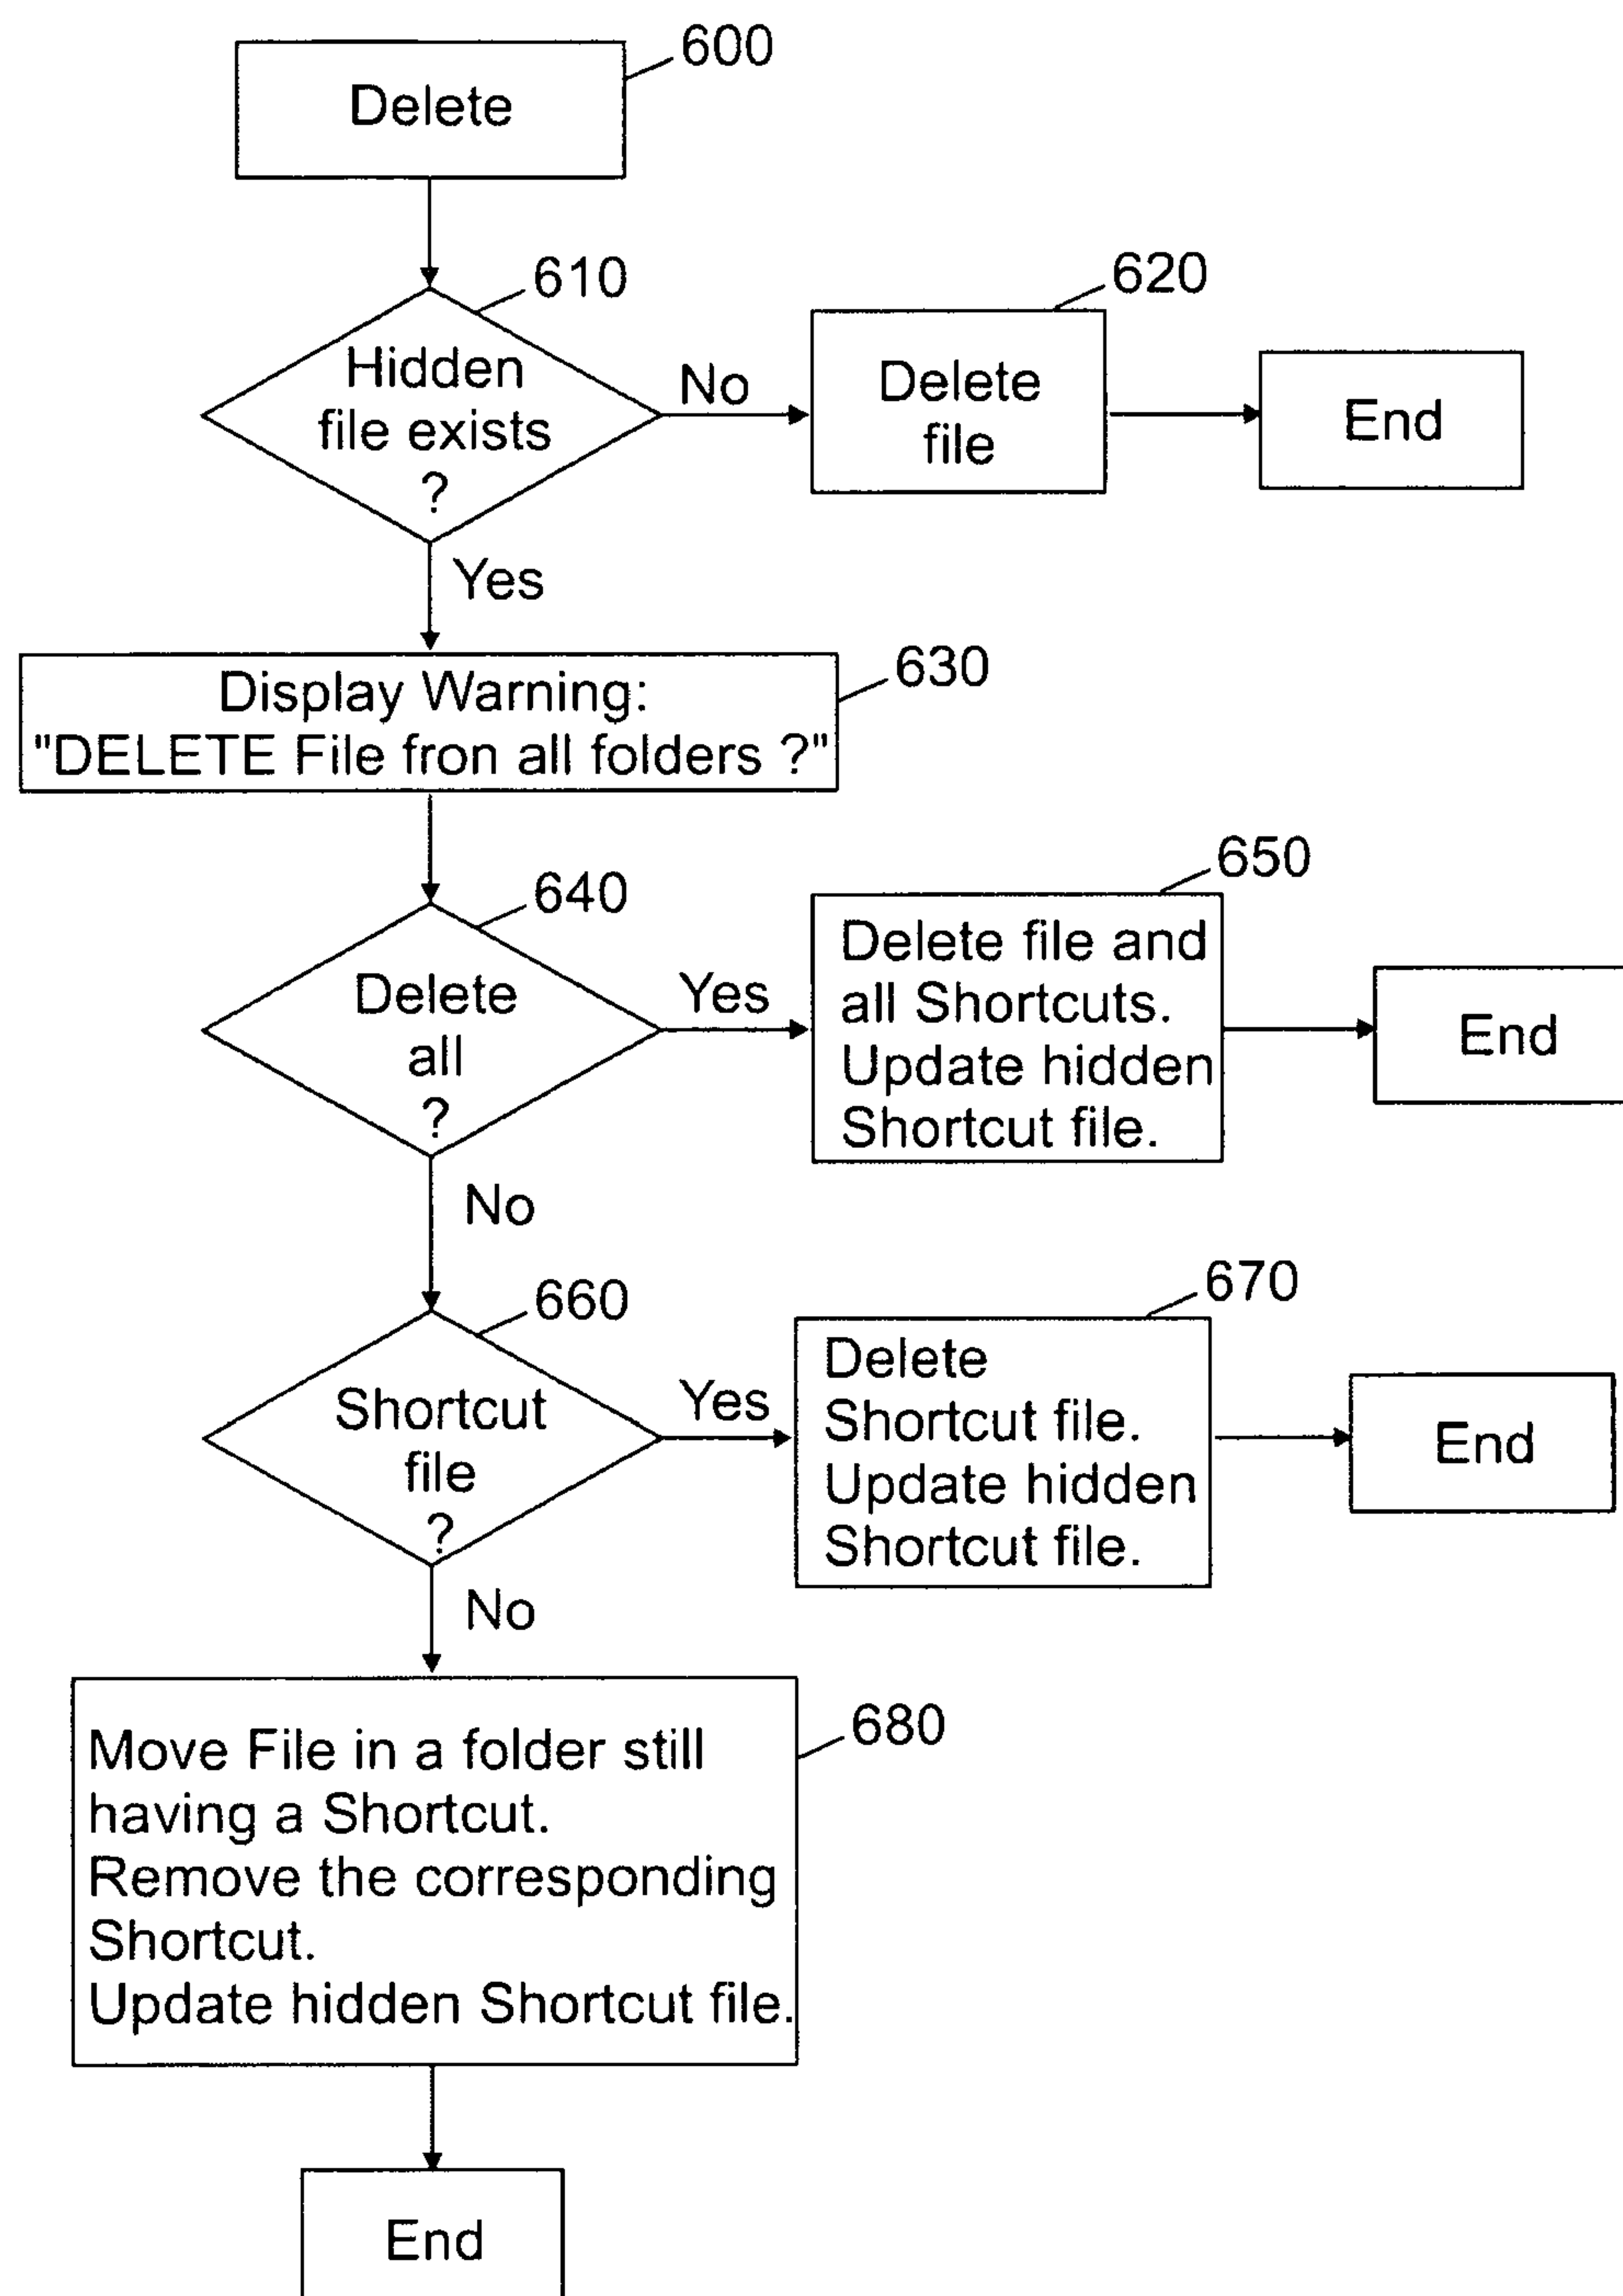 600
Delete
610
Hidden
file exists
?
No
620
Delete
file
End
Yes
630
Display Warning:
"DELETE File fron all folders ?"
640
Delete
all
?
Yes
650
Delete file and
all Shortcuts.
Update hidden
Shortcut file.
End
No
660
Shortcut
file
?
Yes
670
Delete
Shortcut file.
Update hidden
Shortcut file.
End
No
680
Move File in a folder still
having a Shortcut.
Remove the corresponding
Shortcut.
Update hidden Shortcut file.
End